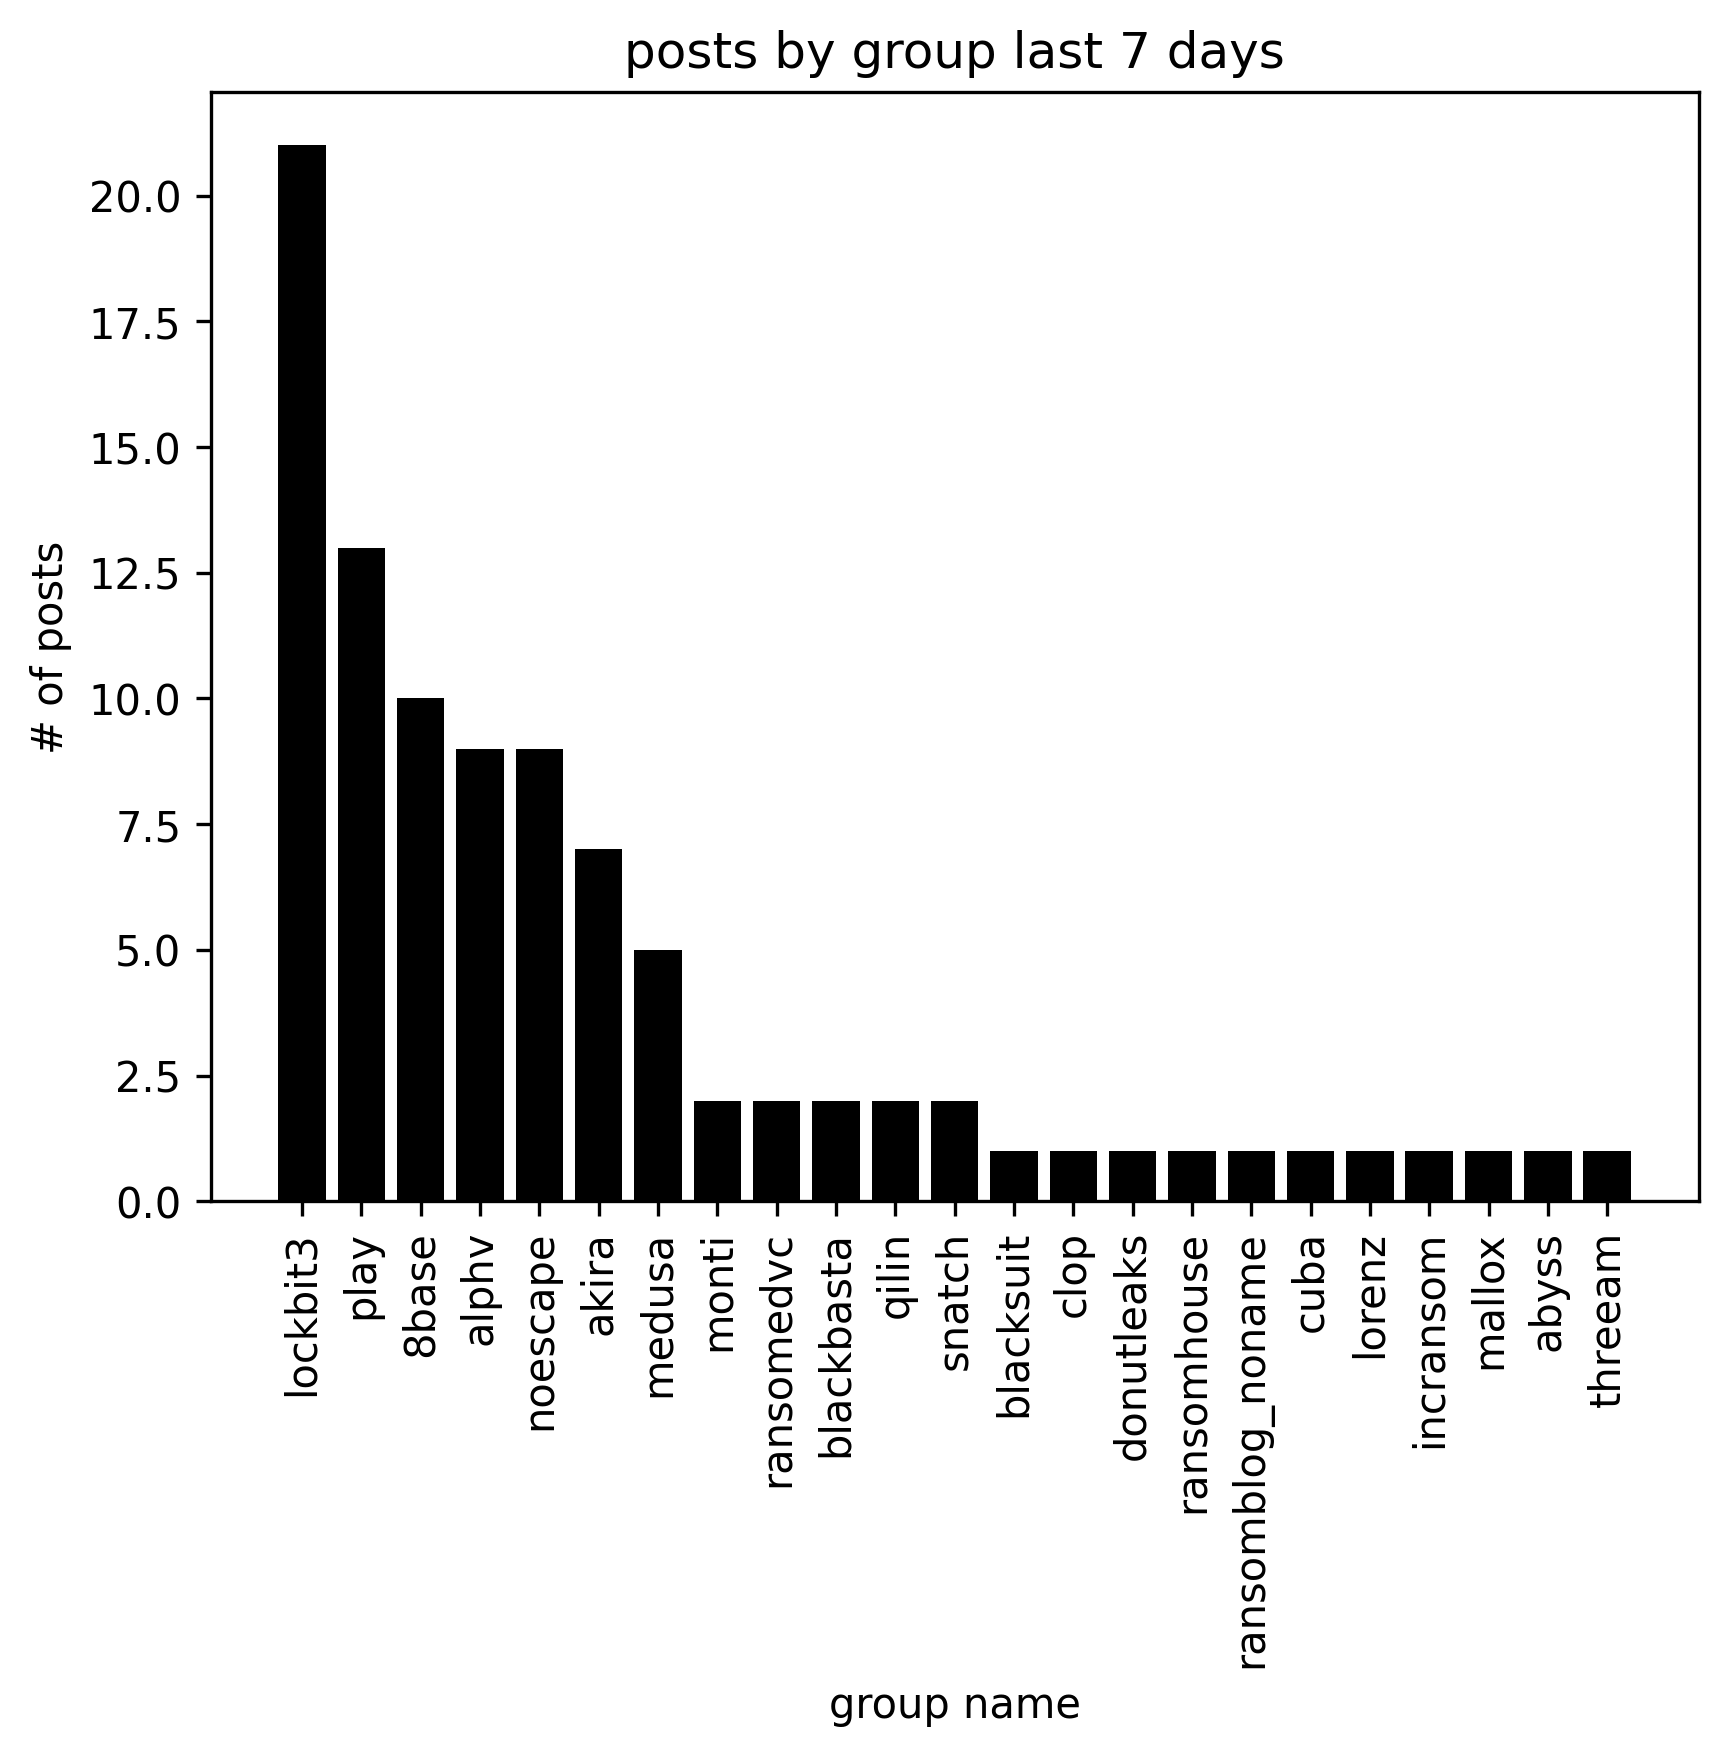 posts by group last 7 days
20.0
17.5
15.0
12.5
10.0
7.5
5.0
2.5
0.0
# of posts
lockbit3
play
8base
alphv
noescape
akira
medusa
monti
ransomedvc
blackbasta
qilin
snatch
blacksuit
clop
donutleaks
ransomhouse
ransomblog_noname
cuba
lorenz
incransom
mallox
abyss
threeam
group name